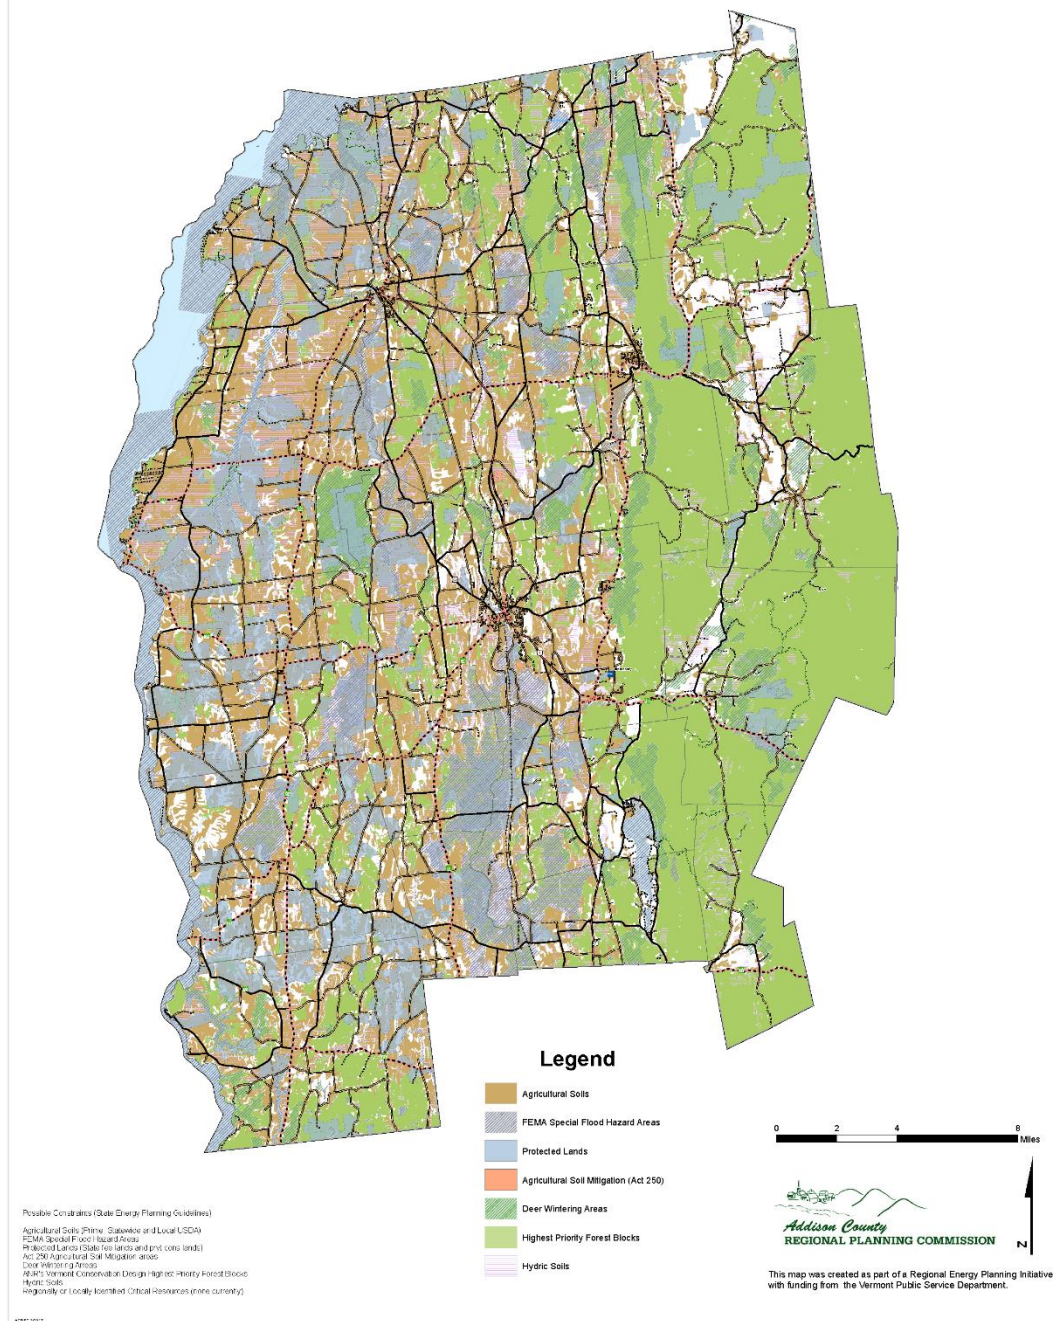 Legend
Agricultural Soils
FEMA Special Flood Hazard Areas
Protected Lands
Agricultural Soil Mitigation (Act 250)
Deer Wintering Areas
Highest Priority Forest Blocks
Hydric Soils
0 2 4 8
Miles
N
Addison County
REGIONAL PLANNING COMMISSION
This map was created as part of a Regional Energy Planning Initiative
with funding from the Vermont Public Service Department.
Possible Constraints (State Energy Planning Guidelines)
Agricultural Soils (Prime, Statewide and Local USDA)
FEMA Special Flood Hazard Areas
Protected Lands (State fee lands and pvt cons lands)
Act 250 Agricultural Soil Mitigation areas
Deer Wintering Areas
ANR's Vermont Conservation Design Highest Priority Forest Blocks
Hydric Soils
Regionally or Locally Identified Critical Resources (none currently)